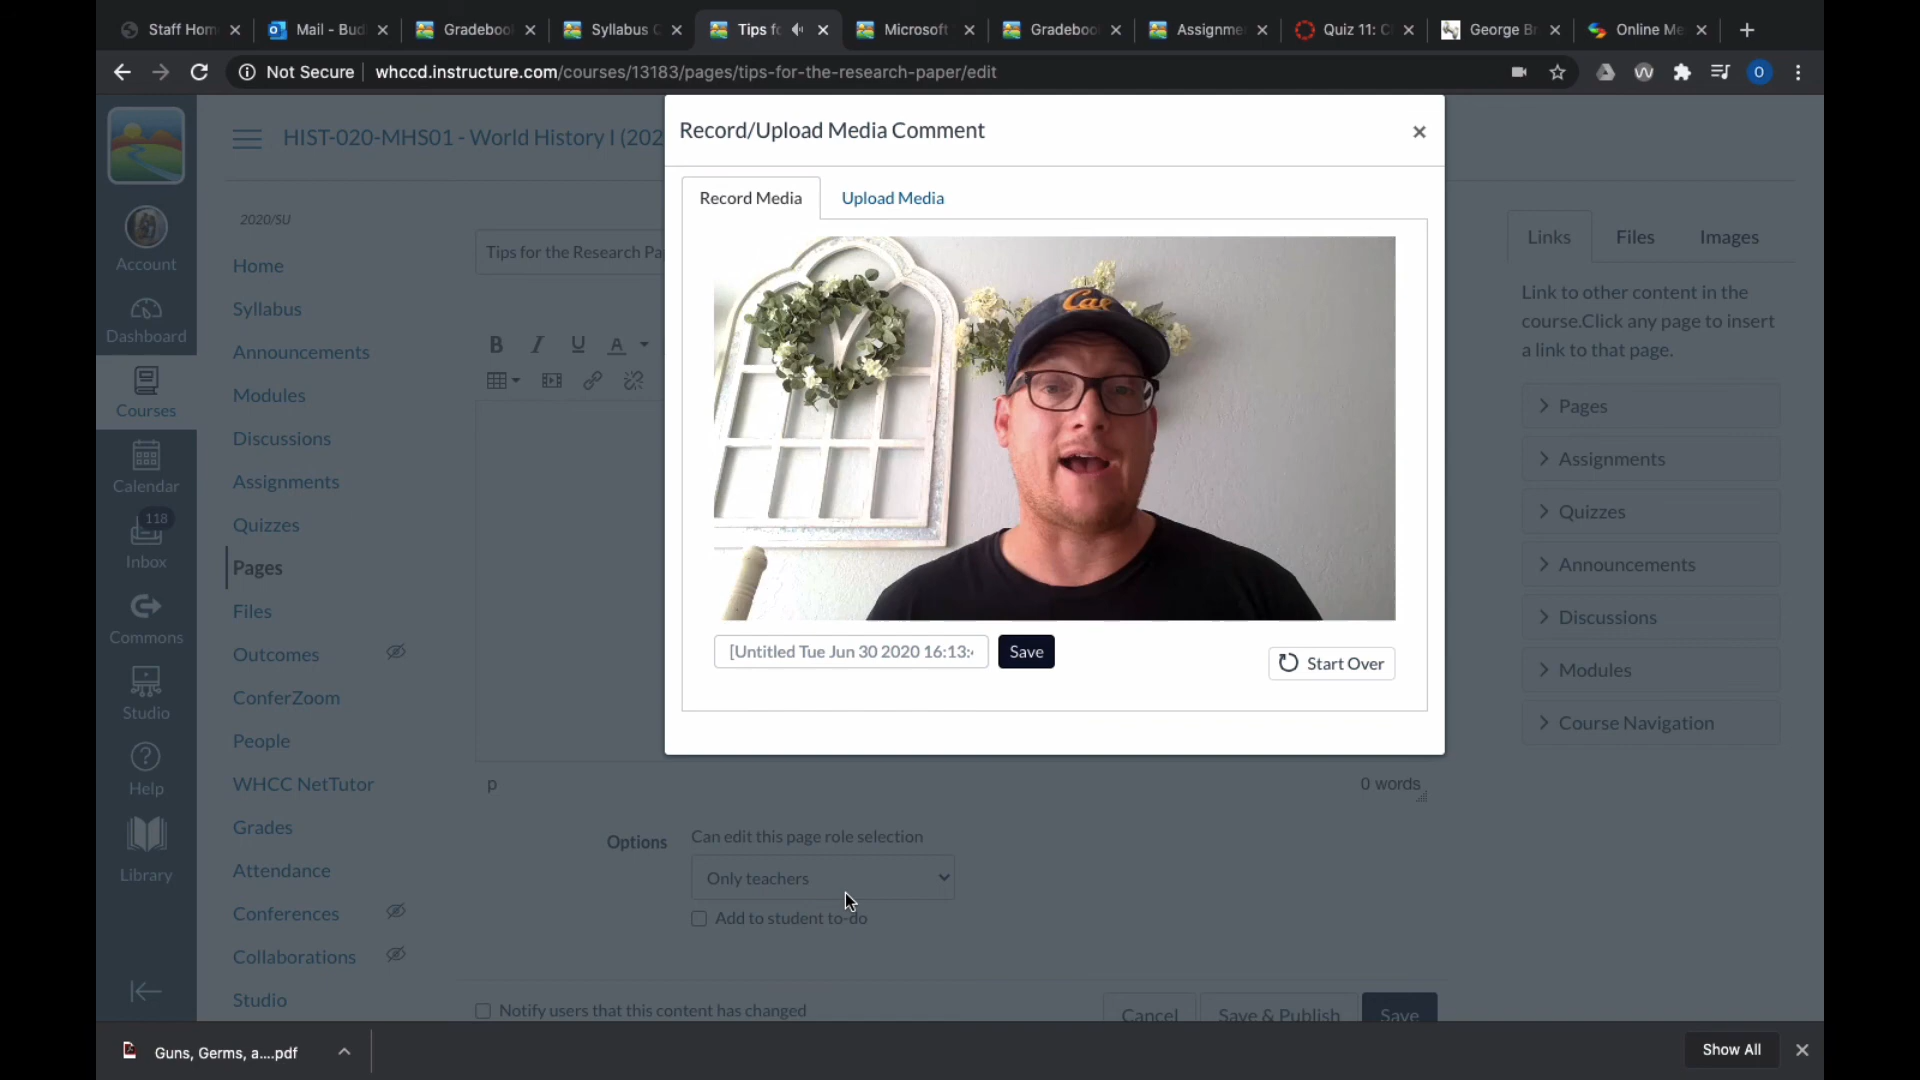 Staff Hom
Mail - Bud
Gradeboo
Syllabus C
Tips fo
Microsoft
Gradeboo
Assignme
Quiz 11: C
George Br
Online Me
Not Secure
whccd.instructure.com/courses/13183/pages/tips-for-the-research-paper/edit
O
Record/Upload Media Comment
HIST-020-MHS01 - World History I (202
Record Media
Upload Media
2020/SU
Account
Dashboard
Courses
Calendar
118
Inbox
Commons
Studio
Help
Library
Home
Syllabus
Announcements
Modules
Discussions
Assignments
Quizzes
Pages
Files
Outcomes
ConferZoom
People
WHCC NetTutor
Grades
Attendance
Conferences
Collaborations
Studio
Tips for the Research Pa
B I U A
Cal
[Untitled Tue Jun 30 2020 16:13:
Save
Start Over
p
0 words
Options
Can edit this page role selection
Only teachers
Add to student to-do
Notify users that this content has changed
Cancel
Save & Publish
Save
Links
Files
Images
Link to other content in the
course.Click any page to insert
a link to that page.
Pages
Assignments
Quizzes
Announcements
Discussions
Modules
Course Navigation
Guns, Germs, a....pdf
Show All